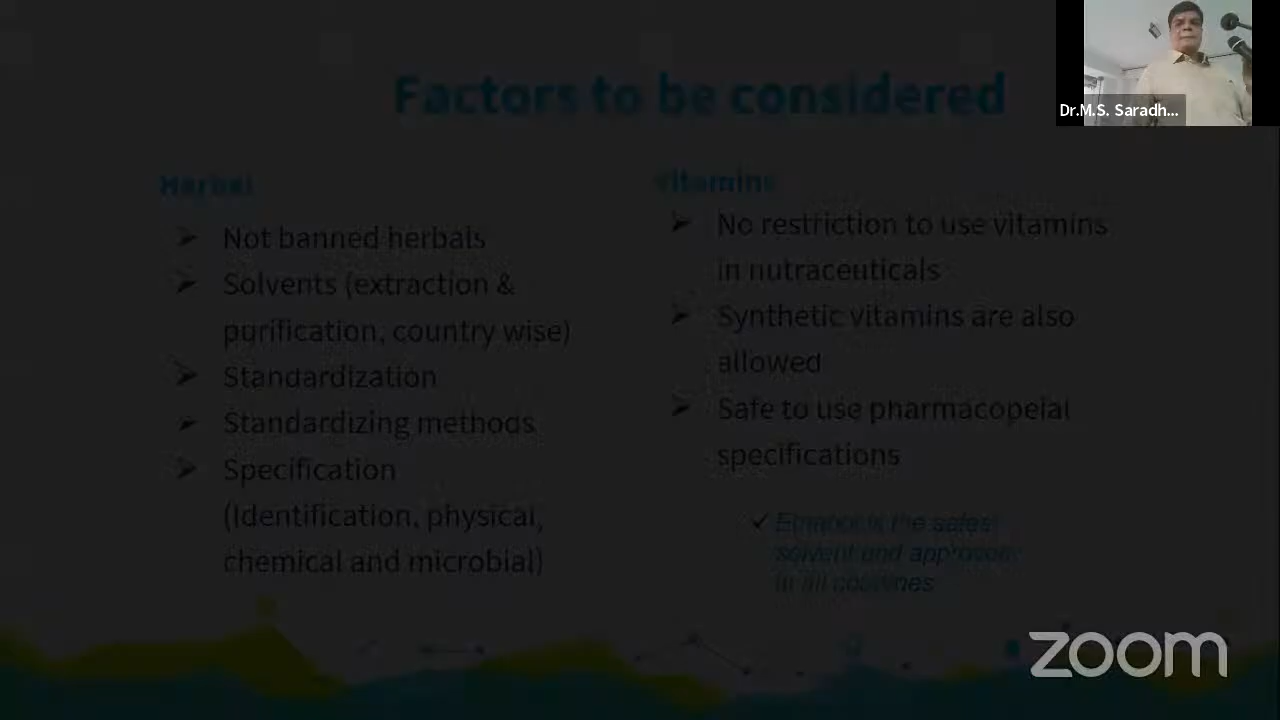 Factors to be considered
Dr.M.S. Saradh...
Herbal
Not banned herbals
Solvents (extraction &
purification, country wise)
Standardization
Standardizing methods
Specification
(Identification, physical,
chemical and microbial)
Vitamins
No restriction to use vitamins
in nutraceuticals
Synthetic vitamins are also
allowed
Safe to use pharmacopeial
specifications
Ethanol is the safest
solvent and approved
in all countries
zoom